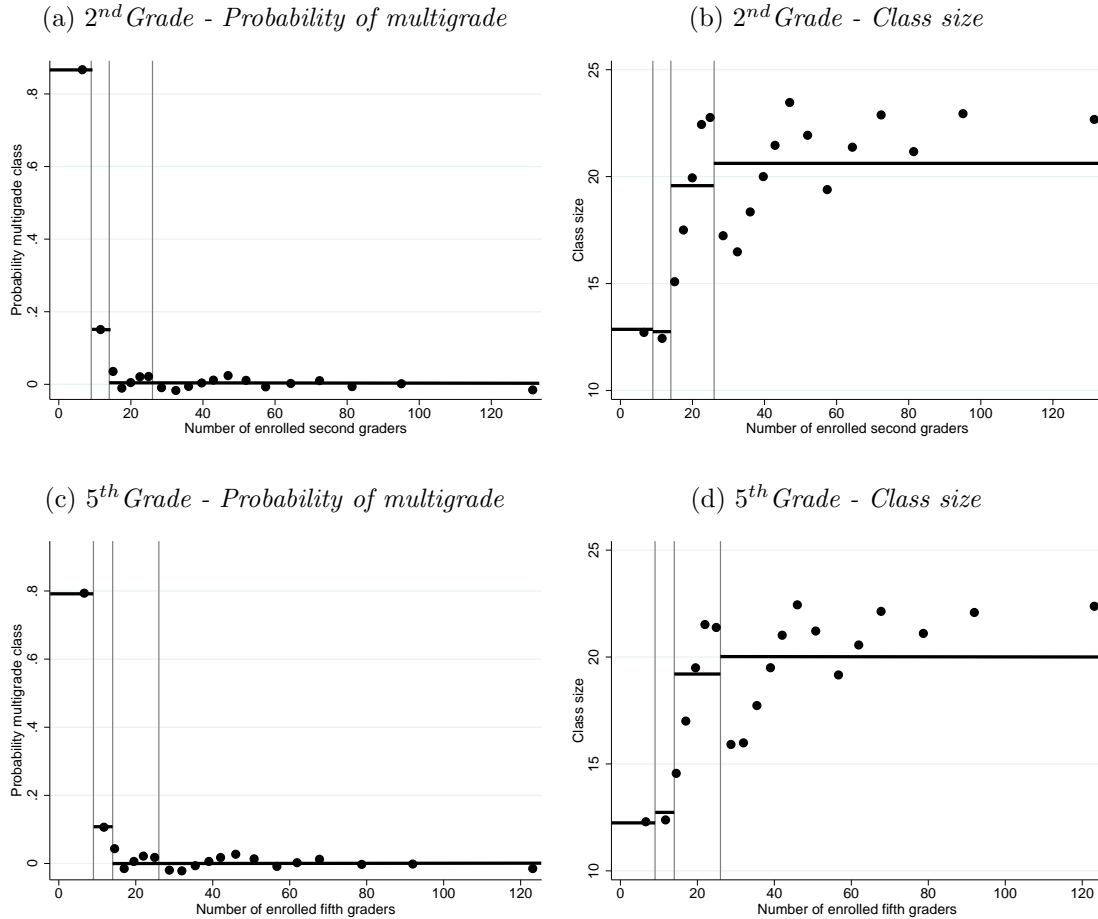 (a) 2nd Grade - Probability of multigrade
.8
.6
.4
.2
0
Probability multigrade class
0 20 40 60 80 100 120
Number of enrolled second graders
(b) 2nd Grade - Class size
25
20
15
10
Class size
0 20 40 60 80 100 120
Number of enrolled second graders
(c) 5th Grade - Probability of multigrade
.8
.6
.4
.2
0
Probability multigrade class
0 20 40 60 80 100 120
Number of enrolled fifth graders
(d) 5th Grade - Class size
25
20
15
10
Class size
0 20 40 60 80 100 120
Number of enrolled fifth graders